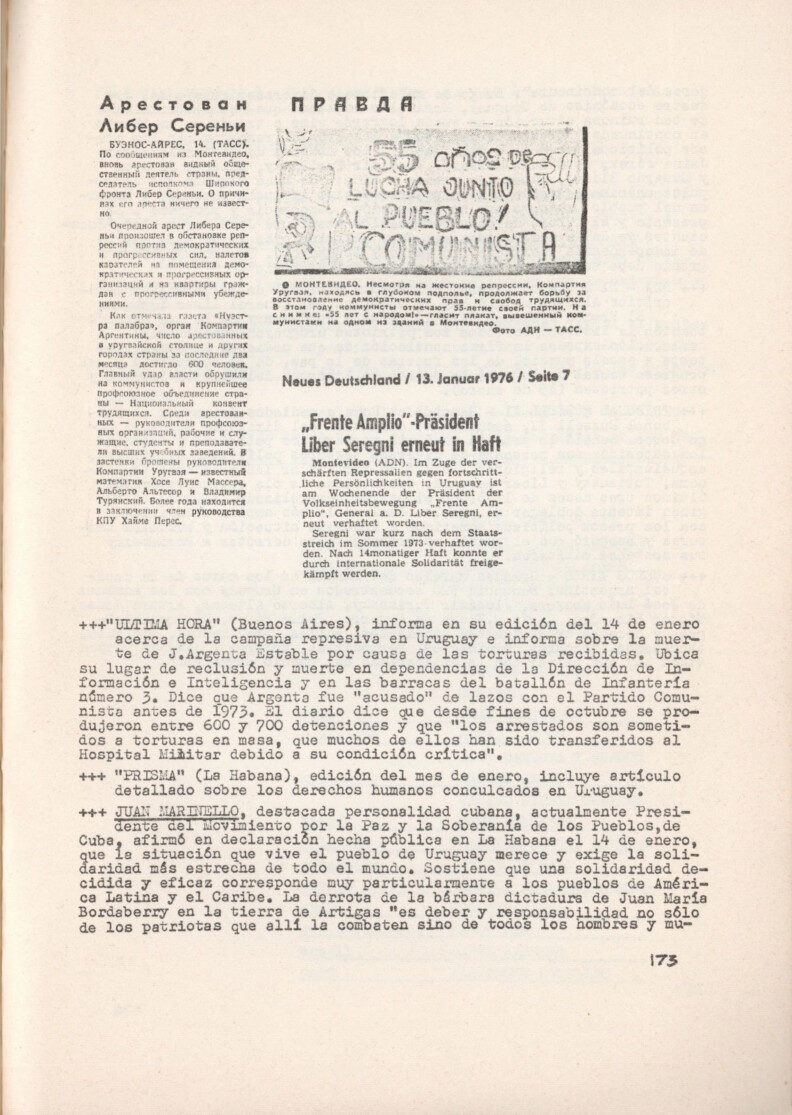 Арестован
Либер Сереньи
БУЭНОС-АЙРЕС, 14. (ТАСС).
По сообщениям из Монтевидео,
вновь арестован видный обще-
ственный деятель страны, пред-
седатель исполкома Широкого
фронта Либер Сереньи. О причи-
нах его ареста ничего не извест-
но.
Очередной арест Либера Сере-
ньи произошел в обстановке реп-
рессий против демократических
и прогрессивных сил, налетов
карателей на помещения демо-
кратических и прогрессивных ор-
ганизаций и на квартиры граж-
дан с прогрессивными убежде-
ниями.
Как отмечала газета «Нуэст-
ра палабра», орган Компартии
Аргентины, число арестованных
в уругвайской столице и других
городах страны за последние два
месяца достигло 600 человек.
Главный удар власти обрушили
на коммунистов и крупнейшее
профсоюзное объединение стра-
ны — Национальный конвент
трудящихся. Среди арестован-
ных — руководители профсоюз-
ных организаций, рабочие и слу-
жащие, студенты и преподавате-
ли высших учебных заведений. В
застенки брошены руководители
Компартии Уругвая — известный
математик Хосе Луис Массера,
Альберто Альтесор и Владимир
Турянский. Более года находится
в заключении член руководства
КПУ Хайме Перес.
ПРАВДА
55 AÑOS DE
LUCHA JUNTO
AL PUEBLO!
COMUNISTA
● МОНТЕВИДЕО. Несмотря на жестокие репрессии, Компартия
Уругвая, находясь в глубоком подполье, продолжает борьбу за
восстановление демократических прав и свобод трудящихся.
В этом году коммунисты отмечают 55-летие своей партии. На
снимке: «55 лет с народом!» — гласит плакат, вывешенный ком-
мунистами на одном из зданий в Монтевидео.
Фото АДН — ТАСС.
Neues Deutschland / 13. Januar 1976 / Seite 7
„Frente Amplio"-Präsident
Liber Seregni erneut in Haft
Montevideo (ADN). Im Zuge der ver-
schärften Repressalien gegen fortschritt-
liche Persönlichkeiten in Uruguay ist
am Wochenende der Präsident der
Volkseinheitsbewegung „Frente Am-
plio", General a. D. Liber Seregni, er-
neut verhaftet worden.
Seregni war kurz nach dem Staats-
streich im Sommer 1973 verhaftet wor-
den. Nach 14monatiger Haft konnte er
durch internationale Solidarität freige-
kämpft werden.
+++"ULTIMA HORA" (Buenos Aires), informa en su edición del 14 de enero
acerca de la campaña represiva en Uruguay e informa sobre la muer-
te de J.Argenta Estable por causa de las torturas recibidas. Ubica
su lugar de reclusión y muerte en dependencias de la Dirección de In-
formación e Inteligencia y en las barracas del batallón de Infantería
número 3. Dice que Argenta fue "acusado" de lazos con el Partido Comu-
nista antes de 1973. El diario dice que desde fines de octubre se pro-
dujeron entre 600 y 700 detenciones y que "los arrestados son someti-
dos a torturas en masa, que muchos de ellos han sido transferidos al
Hospital Militar debido a su condición crítica".
+++ "PRISMA" (La Habana), edición del mes de enero, incluye artículo
detallado sobre los derechos humanos conculcados en Uruguay.
+++ JUAN MARINELLO, destacada personalidad cubana, actualmente Presi-
dente del Movimiento por la Paz y la Soberanía de los Pueblos,de
Cuba, afirmó en declaración hecha pública en La Habana el 14 de enero,
que la situación que vive el pueblo de Uruguay merece y exige la soli-
daridad más estrecha de todo el mundo. Sostiene que una solidaridad de-
cidida y eficaz corresponde muy particularmente a los pueblos de Améri-
ca Latina y el Caribe. La derrota de la bárbara dictadura de Juan María
Bordaberry en la tierra de Artigas "es deber y responsabilidad no sólo
de los patriotas que allí la combaten sino de todos los hombres y mu-
173